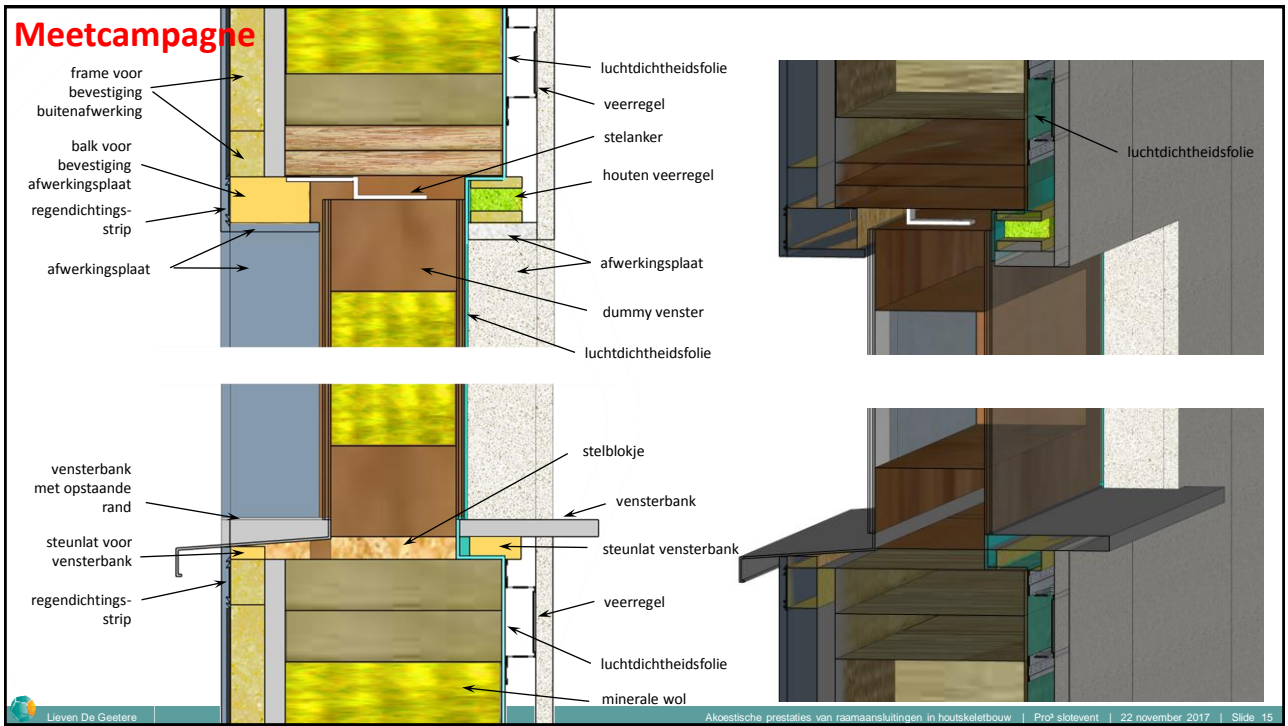 Meetcampagne
frame voor
bevestiging
buitenafwerking
balk voor
bevestiging
afwerkingsplaat
regendichtings-
strip
afwerkingsplaat
luchtdichtheidsfolie
veerregel
stelanker
houten veerregel
afwerkingsplaat
dummy venster
luchtdichtheidsfolie
luchtdichtheidsfolie
vensterbank
met opstaande
rand
steunlat voor
vensterbank
regendichtings-
strip
stelblokje
vensterbank
steunlat vensterbank
veerregel
luchtdichtheidsfolie
minerale wol
Lieven De Geetere
Akoestische prestaties van raamaansluitingen in houtskeletbouw | Pro³ slotevent | 22 november 2017 | Slide 15